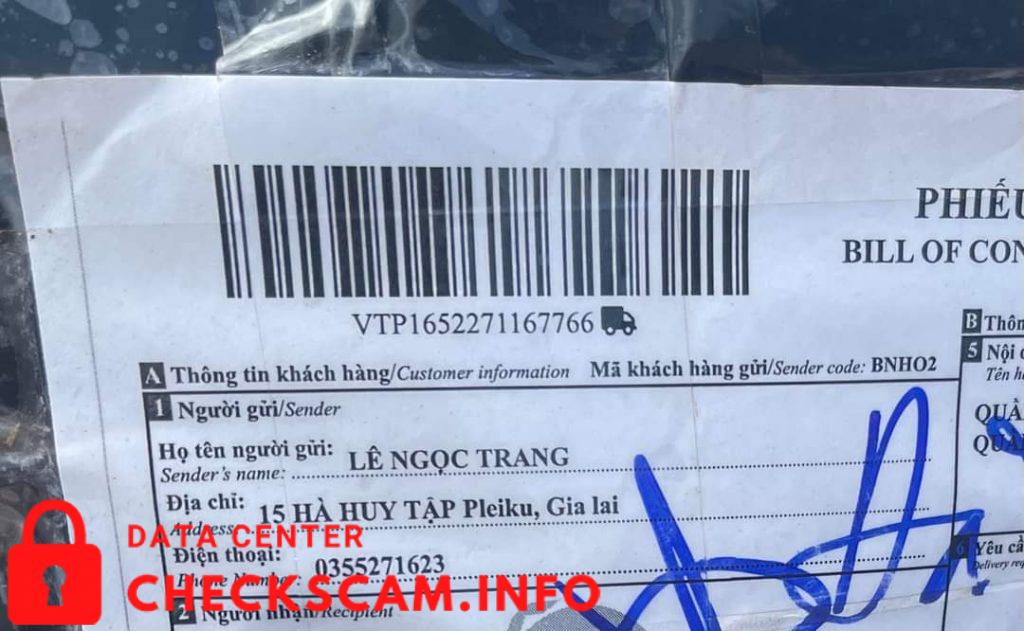 PHIẾU
BILL OF CON
VTP1652271167766
A Thông tin khách hàng/Customer information Mã khách hàng gửi/Sender code: BNHO2
B Thôn
1 Người gửi/Sender
5 Nội
Tên h
Họ tên người gửi: LÊ NGỌC TRANG
Sender's name:
QUẦ
QUẦ
Địa chỉ: 15 HÀ HUY TẬP Pleiku, Gia lai
Address:
DATA CENTER
Điện thoại: 0355271623
Phone Number:
6 Yêu cầ
Delivery req
CHECKSCAM.INFO
2 Người nhận/Recipient